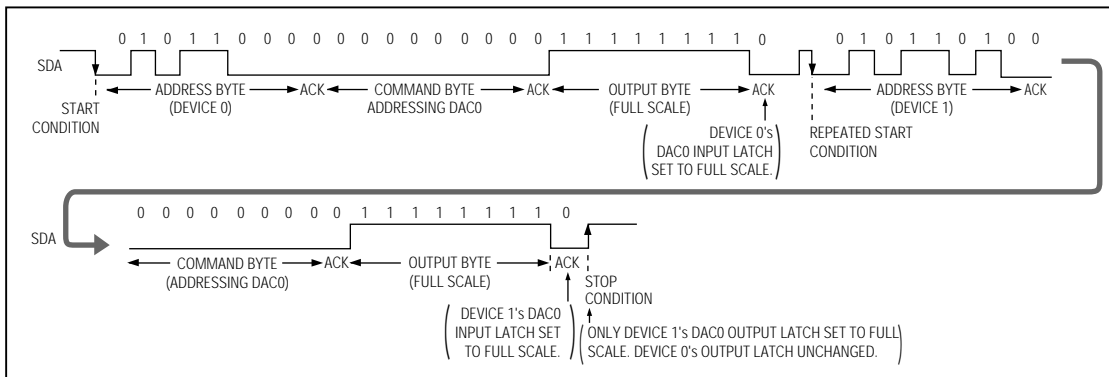 0 1 0 1 1 0 0 0 0 0 0 0 0 0 0 0 0 0 1 1 1 1 1 1 1 1 0 0 1 0 1 1 0 1 0 0
SDA
ADDRESS BYTE (DEVICE 0)
ACK
COMMAND BYTE ADDRESSING DAC0
ACK
OUTPUT BYTE (FULL SCALE)
ACK
ADDRESS BYTE (DEVICE 1)
ACK
START CONDITION
DEVICE 0's
DAC0 INPUT LATCH
SET TO FULL SCALE.
REPEATED START
CONDITION
0 0 0 0 0 0 0 0 0 1 1 1 1 1 1 1 1 0
SDA
COMMAND BYTE (ADDRESSING DAC0)
ACK
OUTPUT BYTE (FULL SCALE)
ACK
STOP
CONDITION
DEVICE 1's DAC0
INPUT LATCH SET
TO FULL SCALE.
ONLY DEVICE 1's DAC0 OUTPUT LATCH SET TO FULL
SCALE. DEVICE 0's OUTPUT LATCH UNCHANGED.